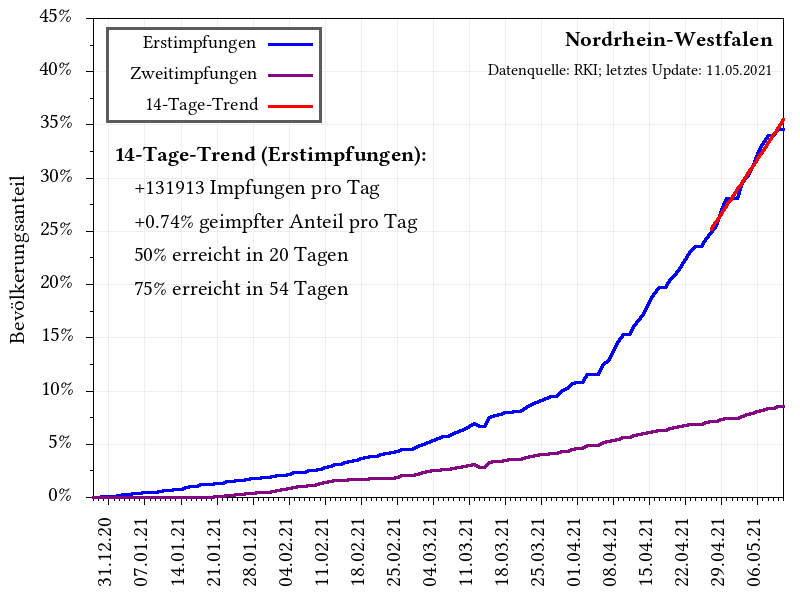 45%
40%
35%
30%
25%
20%
15%
10%
5%
0%
Bevölkerungsanteil
Erstimpfungen
Zweitimpfungen
14-Tage-Trend
Nordrhein-Westfalen
Datenquelle: RKI; letztes Update: 11.05.2021
14-Tage-Trend (Erstimpfungen):
+131913 Impfungen pro Tag
+0.74% geimpfter Anteil pro Tag
50% erreicht in 20 Tagen
75% erreicht in 54 Tagen
31.12.20
07.01.21
14.01.21
21.01.21
28.01.21
04.02.21
11.02.21
18.02.21
25.02.21
04.03.21
11.03.21
18.03.21
25.03.21
01.04.21
08.04.21
15.04.21
22.04.21
29.04.21
06.05.21